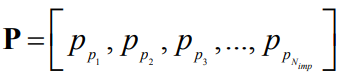 P = [ p_{p_1}, p_{p_2}, p_{p_3}, ..., p_{p_{N_{imp}}} ]